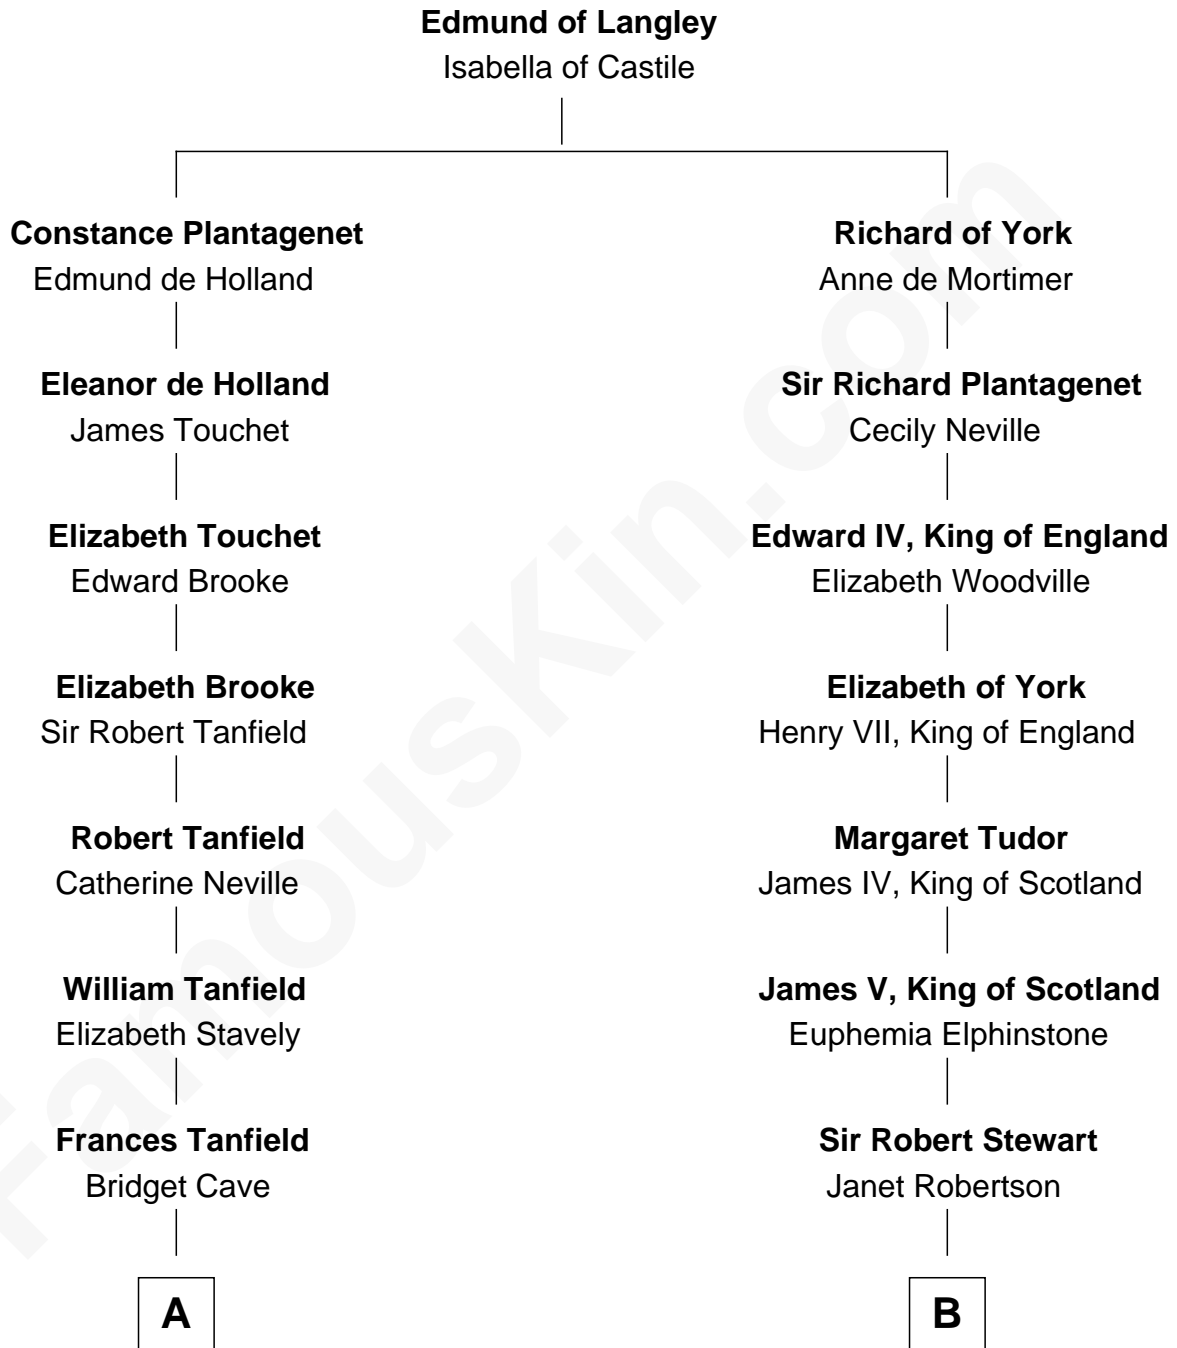 Edmund of Langley
Isabella of Castile
Constance Plantagenet
Edmund de Holland
Eleanor de Holland
James Touchet
Elizabeth Touchet
Edward Brooke
Elizabeth Brooke
Sir Robert Tanfield
Robert Tanfield
Catherine Neville
William Tanfield
Elizabeth Stavely
Frances Tanfield
Bridget Cave
A
Richard of York
Anne de Mortimer
Sir Richard Plantagenet
Cecily Neville
Edward IV, King of England
Elizabeth Woodville
Elizabeth of York
Henry VII, King of England
Margaret Tudor
James IV, King of Scotland
James V, King of Scotland
Euphemia Elphinstone
Sir Robert Stewart
Janet Robertson
B
FamousKin.com